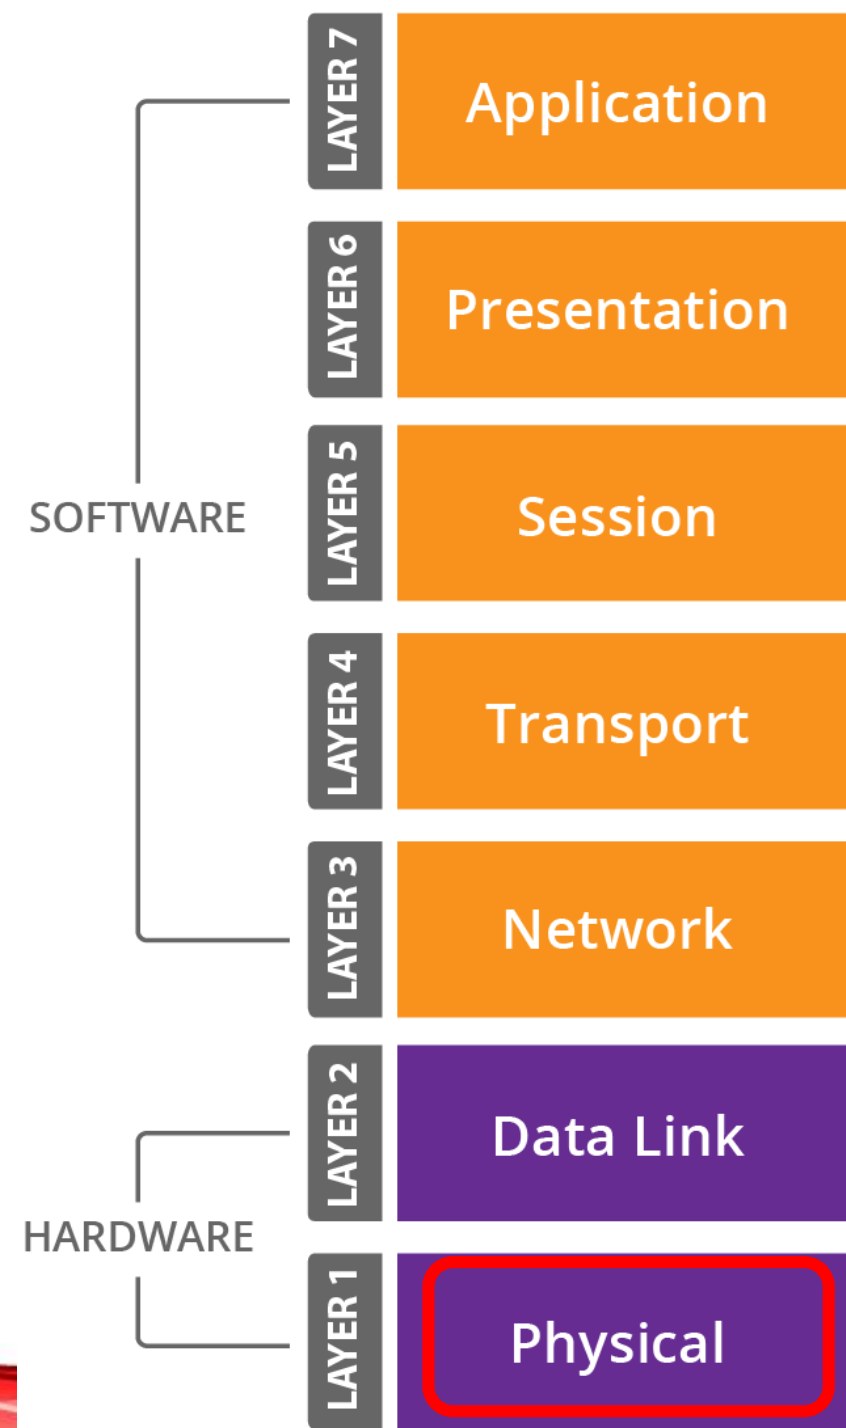 LAYER 7
Application
LAYER 6
Presentation
LAYER 5
Session
SOFTWARE
LAYER 4
Transport
LAYER 3
Network
LAYER 2
Data Link
HARDWARE
LAYER 1
Physical